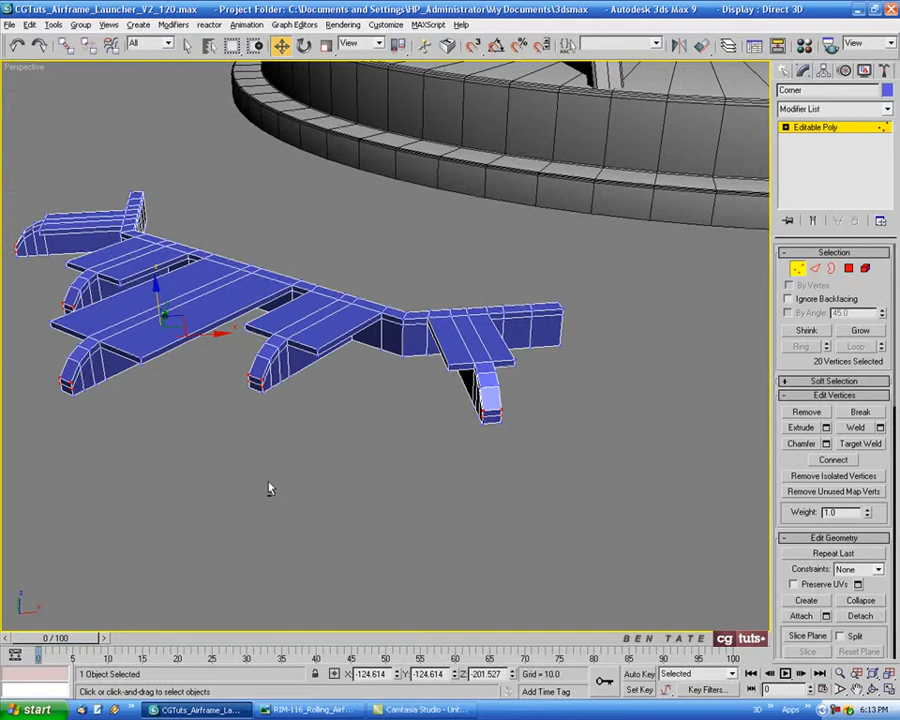 CGTuts_Airframe_Launcher_V2_120.max - Project Folder: C:\Documents and Settings\HP_Administrator\My Documents\3dsmax - Autodesk 3ds Max 9 - Display : Direct 3D
File Edit Tools Group Views Create Modifiers reactor Animation Graph Editors Rendering Customize MAXScript Help
All View View
Perspective
Corner
Modifier List
Editable Poly
Selection
By Vertex
Ignore Backfacing
By Angle: 45.0
Shrink Grow
Ring Loop
20 Vertices Selected
Soft Selection
Edit Vertices
Remove Break
Extrude Weld
Chamfer Target Weld
Connect
Remove Isolated Vertices
Remove Unused Map Verts
Weight: 1.0
Edit Geometry
Repeat Last
Constraints: None
Preserve UVs
Create Collapse
Attach Detach
Slice Plane Split
Slice Reset Plane
z
x
0 / 100
BEN TATE cg tuts+
0 5 10 15 20 25 30 35 40 45 50 55 60 65 70 75 80 85 90 95 100
1 Object Selected X: -124.614 Y: -124.614 Z: -201.527 Grid = 10.0 Auto Key Selected
Click or click-and-drag to select objects Add Time Tag Set Key Key Filters... 0
start CGTuts_Airframe_La... RIM-116_Rolling_Airf... Camtasia Studio - Unt... 3D Apps 6:13 PM